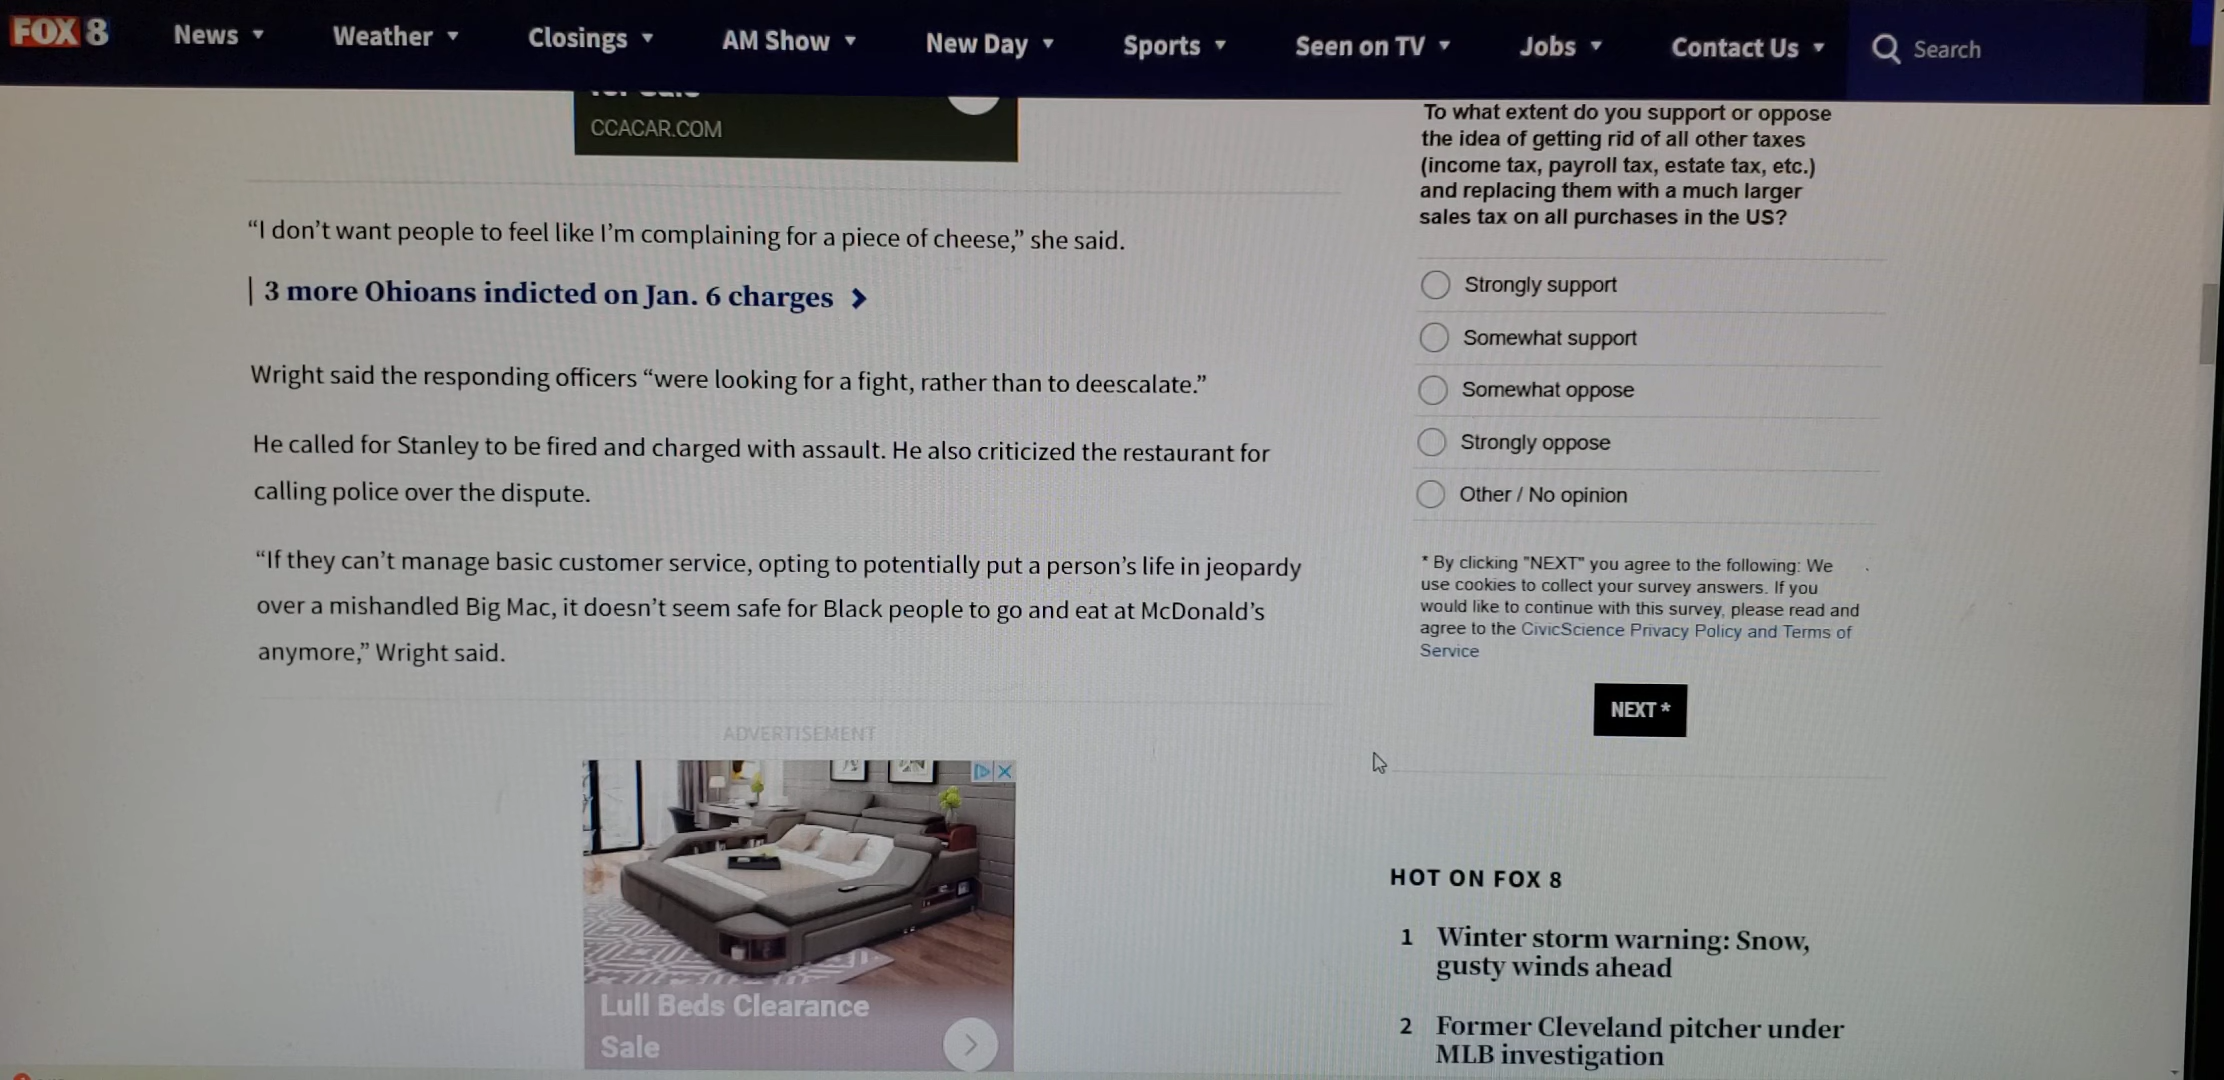 FOX 8
News
Weather
Closings
AM Show
New Day
Sports
Seen on TV
Jobs
Contact Us
Search
CCACAR.COM
“I don’t want people to feel like I’m complaining for a piece of cheese,” she said.
| 3 more Ohioans indicted on Jan. 6 charges
Wright said the responding officers “were looking for a fight, rather than to deescalate.”
He called for Stanley to be fired and charged with assault. He also criticized the restaurant for
calling police over the dispute.
“If they can’t manage basic customer service, opting to potentially put a person’s life in jeopardy
over a mishandled Big Mac, it doesn’t seem safe for Black people to go and eat at McDonald’s
anymore,” Wright said.
ADVERTISEMENT
Lull Beds Clearance
Sale
To what extent do you support or oppose
the idea of getting rid of all other taxes
(income tax, payroll tax, estate tax, etc.)
and replacing them with a much larger
sales tax on all purchases in the US?
Strongly support
Somewhat support
Somewhat oppose
Strongly oppose
Other / No opinion
* By clicking "NEXT" you agree to the following: We
use cookies to collect your survey answers. If you
would like to continue with this survey, please read and
agree to the CivicScience Privacy Policy and Terms of
Service
NEXT *
HOT ON FOX 8
1 Winter storm warning: Snow,
gusty winds ahead
2 Former Cleveland pitcher under
MLB investigation